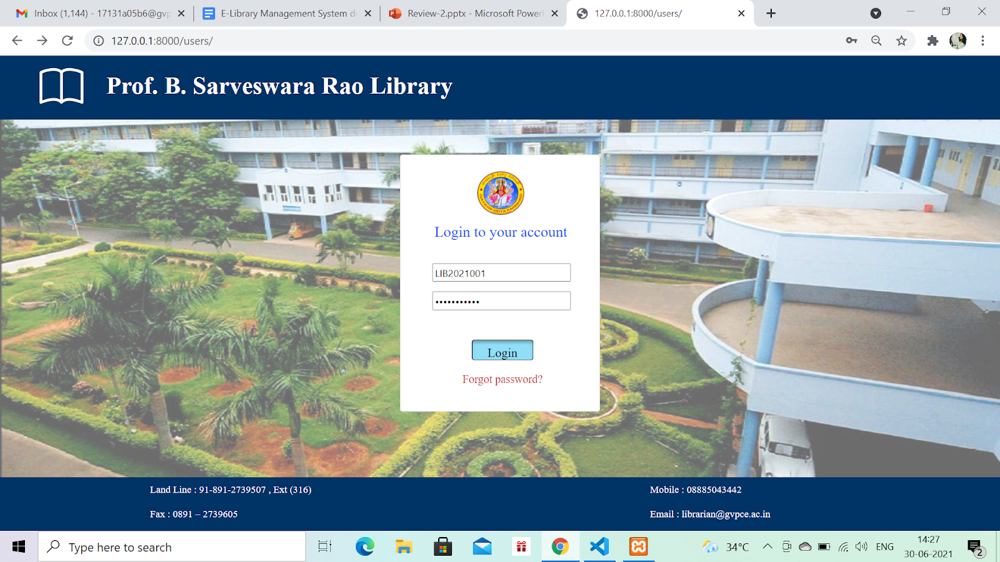 Inbox (1,144) - 17131a05b6@gvp
E-Library Management System d
Review-2.pptx - Microsoft Power
127.0.0.1:8000/users/
127.0.0.1:8000/users/
Prof. B. Sarveswara Rao Library
Login to your account
LIB2021001
•••••••••••
Login
Forgot password?
Land Line : 91-891-2739507 , Ext (316)
Mobile : 08885043442
Fax : 0891 – 2739605
Email : librarian@gvpce.ac.in
Type here to search
34°C
ENG
14:27
30-06-2021
2